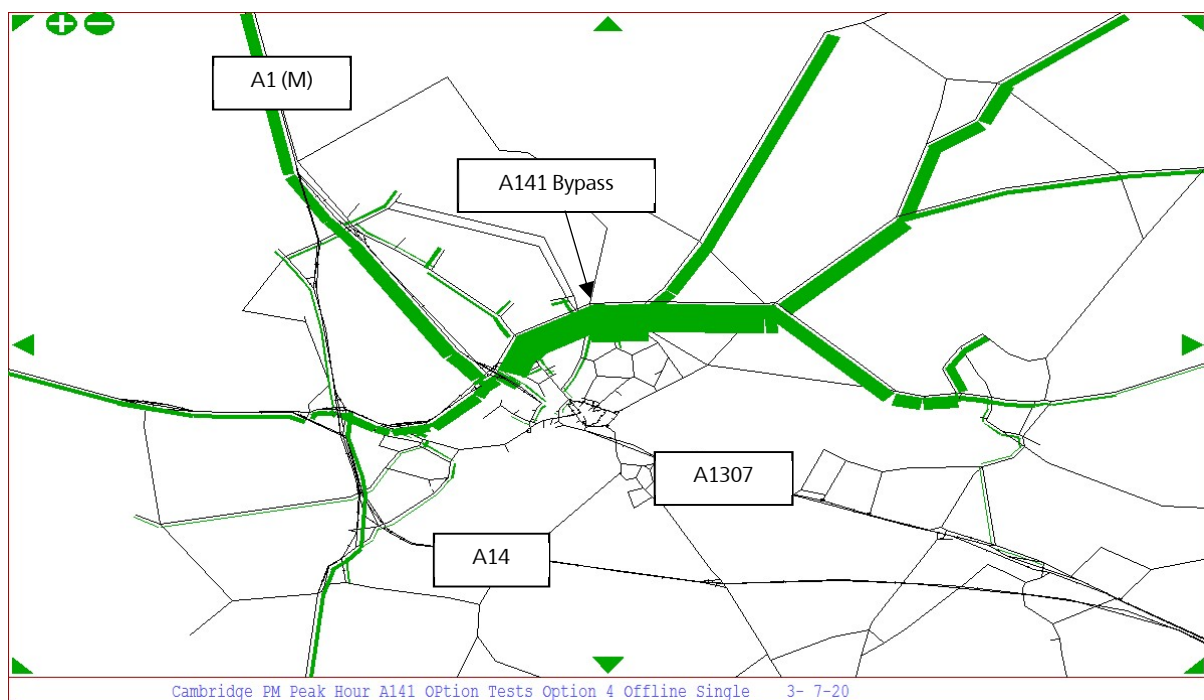 A1 (M)
A141 Bypass
A1307
A14
Cambridge PM Peak Hour A141 OPtion Tests Option 4 Offline Single 3- 7-20